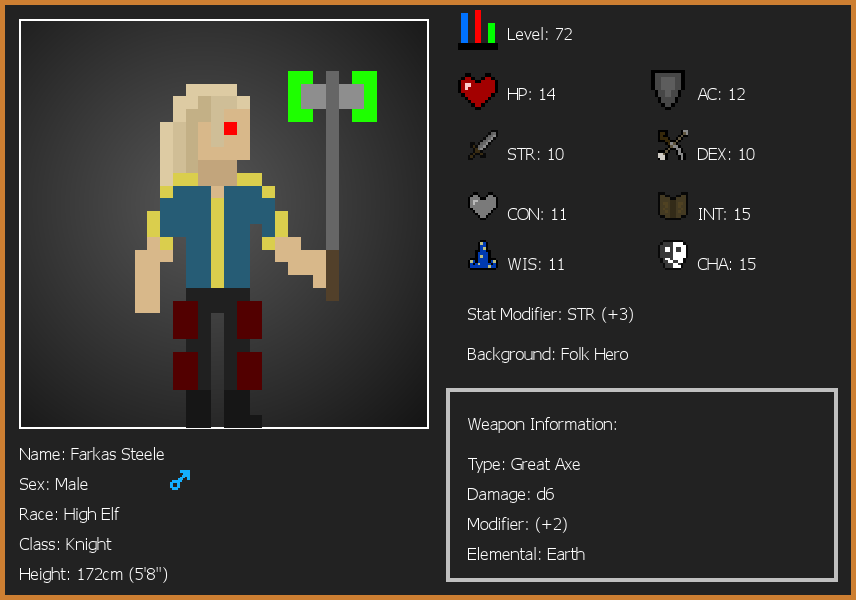 Level: 72
HP: 14
AC: 12
STR: 10
DEX: 10
CON: 11
INT: 15
WIS: 11
CHA: 15
Stat Modifier: STR (+3)
Background: Folk Hero
Weapon Information:
Type: Great Axe
Damage: d6
Modifier: (+2)
Elemental: Earth
Name: Farkas Steele
Sex: Male
Race: High Elf
Class: Knight
Height: 172cm (5'8")